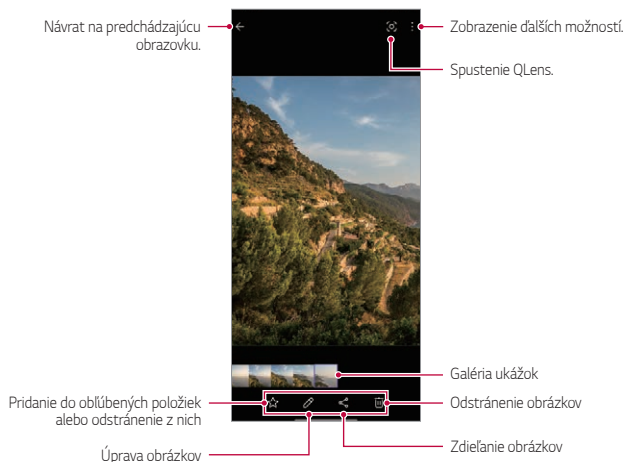 Návrat na predchádzajúcu
obrazovku.
Zobrazenie ďalších možností.
Spustenie QLens.
Galéria ukážok
Pridanie do obľúbených položiek
alebo odstránenie z nich
Odstránenie obrázkov
Úprava obrázkov
Zdieľanie obrázkov